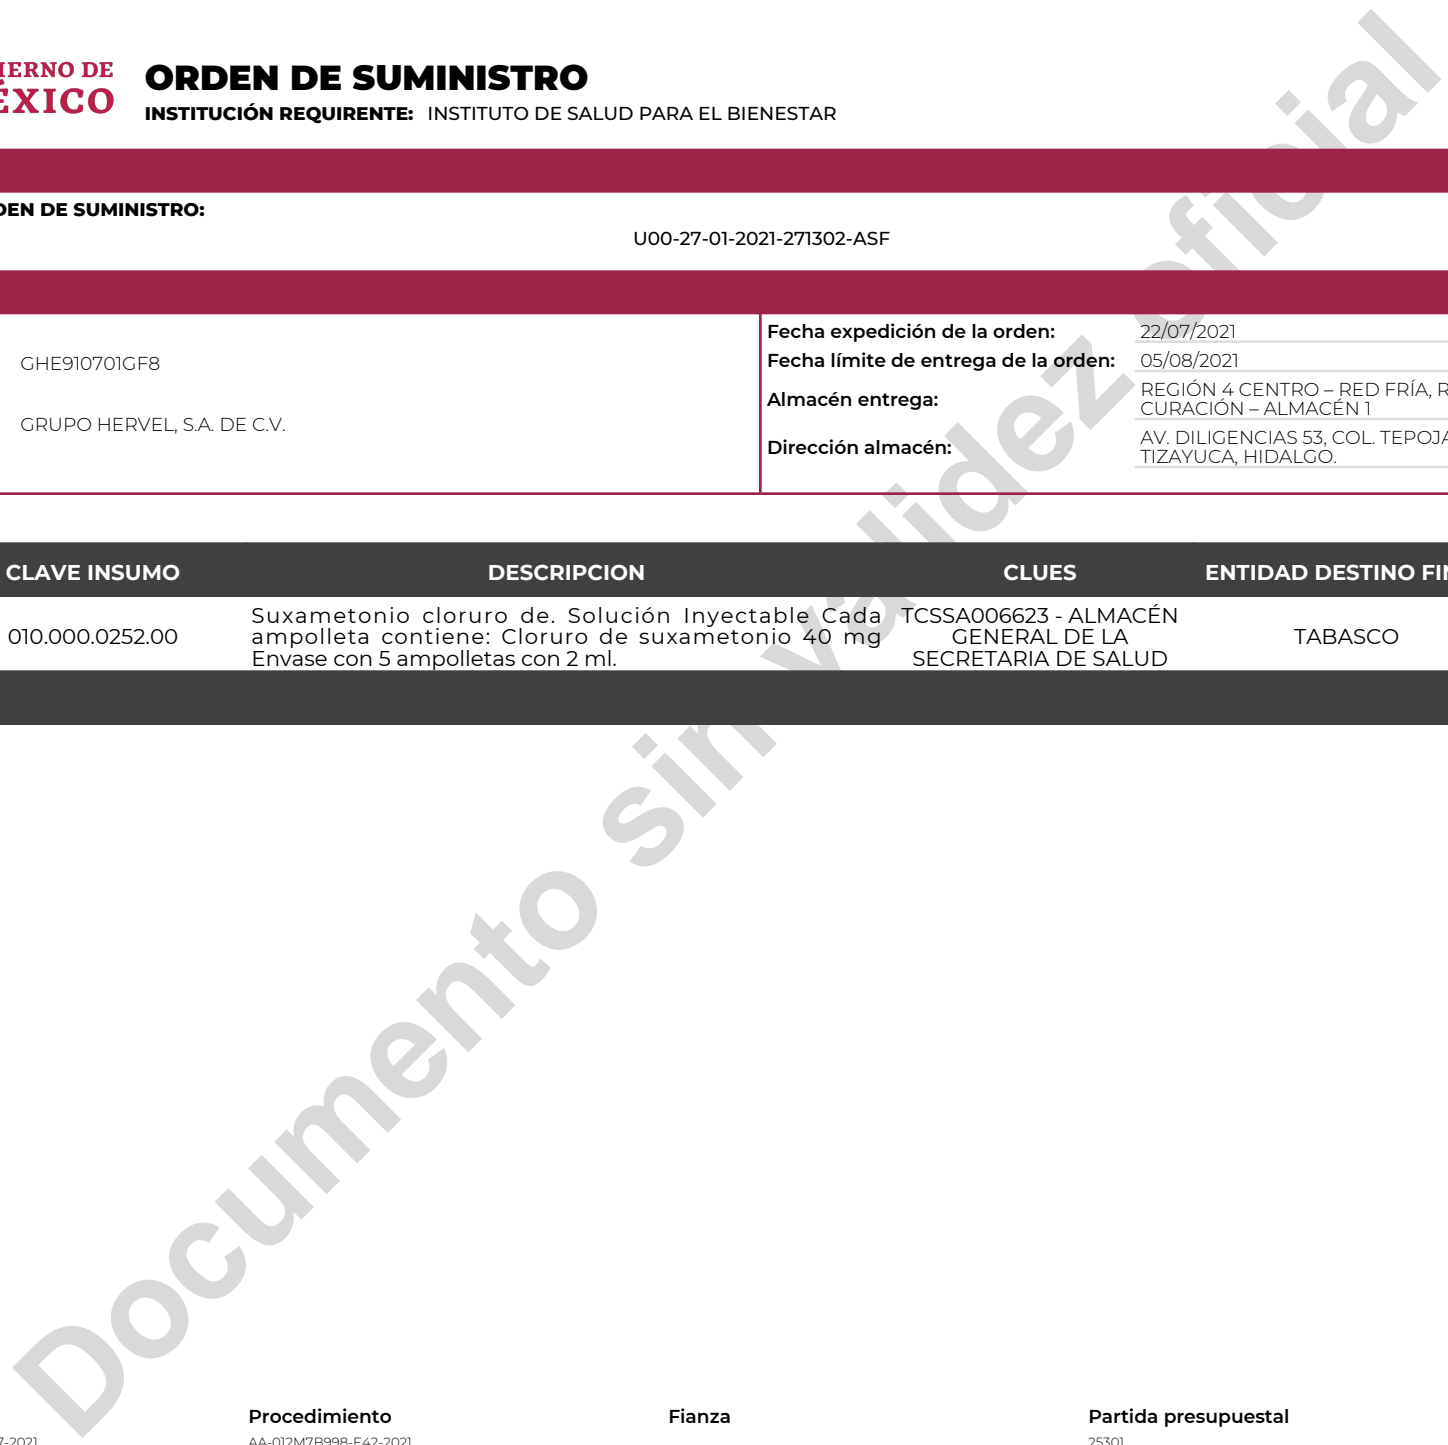 ORDEN DE SUMINISTRO
INSTITUCIÓN REQUIRENTE: INSTITUTO DE SALUD PARA EL BIENESTAR
DE
ÉXICO
DE SUMINISTRO:
U00-27-01-2021-271302-ASF
GHE910701GF8
GRUPO HERVEL, S.A. DE C.V.
Fecha expedición de la orden: 22/07/2021
Fecha límite de entrega de la orden: 05/08/2021
Almacén entrega: REGIÓN 4 CENTRO – RED FRÍA,
CURACIÓN – ALMACÉN 1
Dirección almacén: AV. DILIGENCIAS 53, COL.
TIZAYUCA, HIDALGO.
CLAVE INSUMO DESCRIPCION CLUES ENTIDAD DESTINO
010.000.0252.00
Suxametonio cloruro de. Solución Inyectable Cada
ampolleta contiene: Cloruro de suxametonio 40 mg
Envase con 5 ampolletas con 2 ml.
TCSSA006623 - ALMACÉN
GENERAL DE LA
SECRETARIA DE SALUD
TABASCO
Documento sin validez oficial
Procedimiento Fianza Partida presupuestal
AA-012M7B998-E42-2021 25301